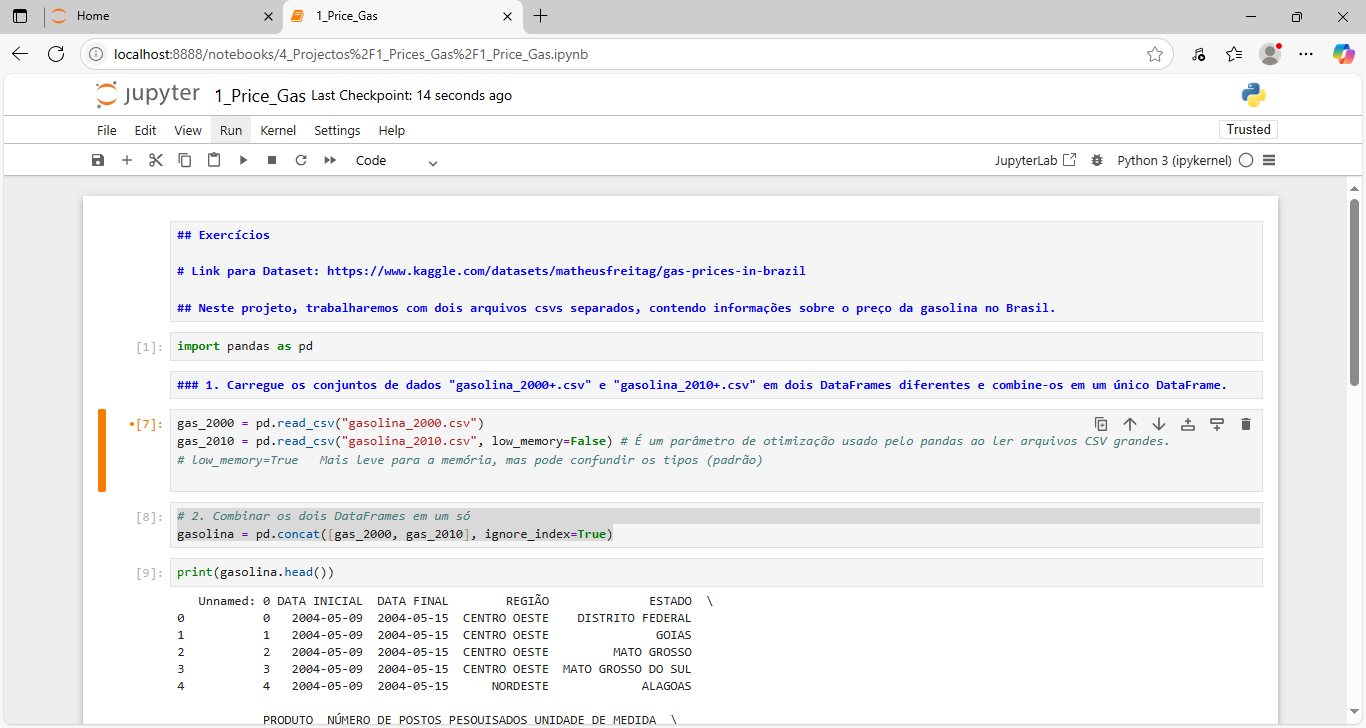 Home
1_Price_Gas
localhost:8888/notebooks/4_Projectos%2F1_Prices_Gas%2F1_Price_Gas.ipynb
jupyter 1_Price_Gas Last Checkpoint: 14 seconds ago
File Edit View Run Kernel Settings Help
Trusted
Code
JupyterLab
Python 3 (ipykernel)
## Exercícios
# Link para Dataset: https://www.kaggle.com/datasets/matheusfreitag/gas-prices-in-brazil
## Neste projeto, trabalharemos com dois arquivos csvs separados, contendo informações sobre o preço da gasolina no Brasil.
[1]: import pandas as pd
### 1. Carregue os conjuntos de dados "gasolina_2000+.csv" e "gasolina_2010+.csv" em dois DataFrames diferentes e combine-os em um único DataFrame.
•[7]: gas_2000 = pd.read_csv("gasolina_2000.csv")
gas_2010 = pd.read_csv("gasolina_2010.csv", low_memory=False) # É um parâmetro de otimização usado pelo pandas ao ler arquivos CSV grandes.
# low_memory=True   Mais leve para a memória, mas pode confundir os tipos (padrão)
[8]: # 2. Combinar os dois DataFrames em um só
gasolina = pd.concat([gas_2000, gas_2010], ignore_index=True)
[9]: print(gasolina.head())
Unnamed: 0 DATA INICIAL  DATA FINAL        REGIÃO              ESTADO  \
0           0   2004-05-09  2004-05-15  CENTRO OESTE    DISTRITO FEDERAL
1           1   2004-05-09  2004-05-15  CENTRO OESTE               GOIAS
2           2   2004-05-09  2004-05-15  CENTRO OESTE         MATO GROSSO
3           3   2004-05-09  2004-05-15  CENTRO OESTE  MATO GROSSO DO SUL
4           4   2004-05-09  2004-05-15      NORDESTE             ALAGOAS
PRODUTO  NÚMERO DE POSTOS PESQUISADOS UNIDADE DE MEDIDA  \